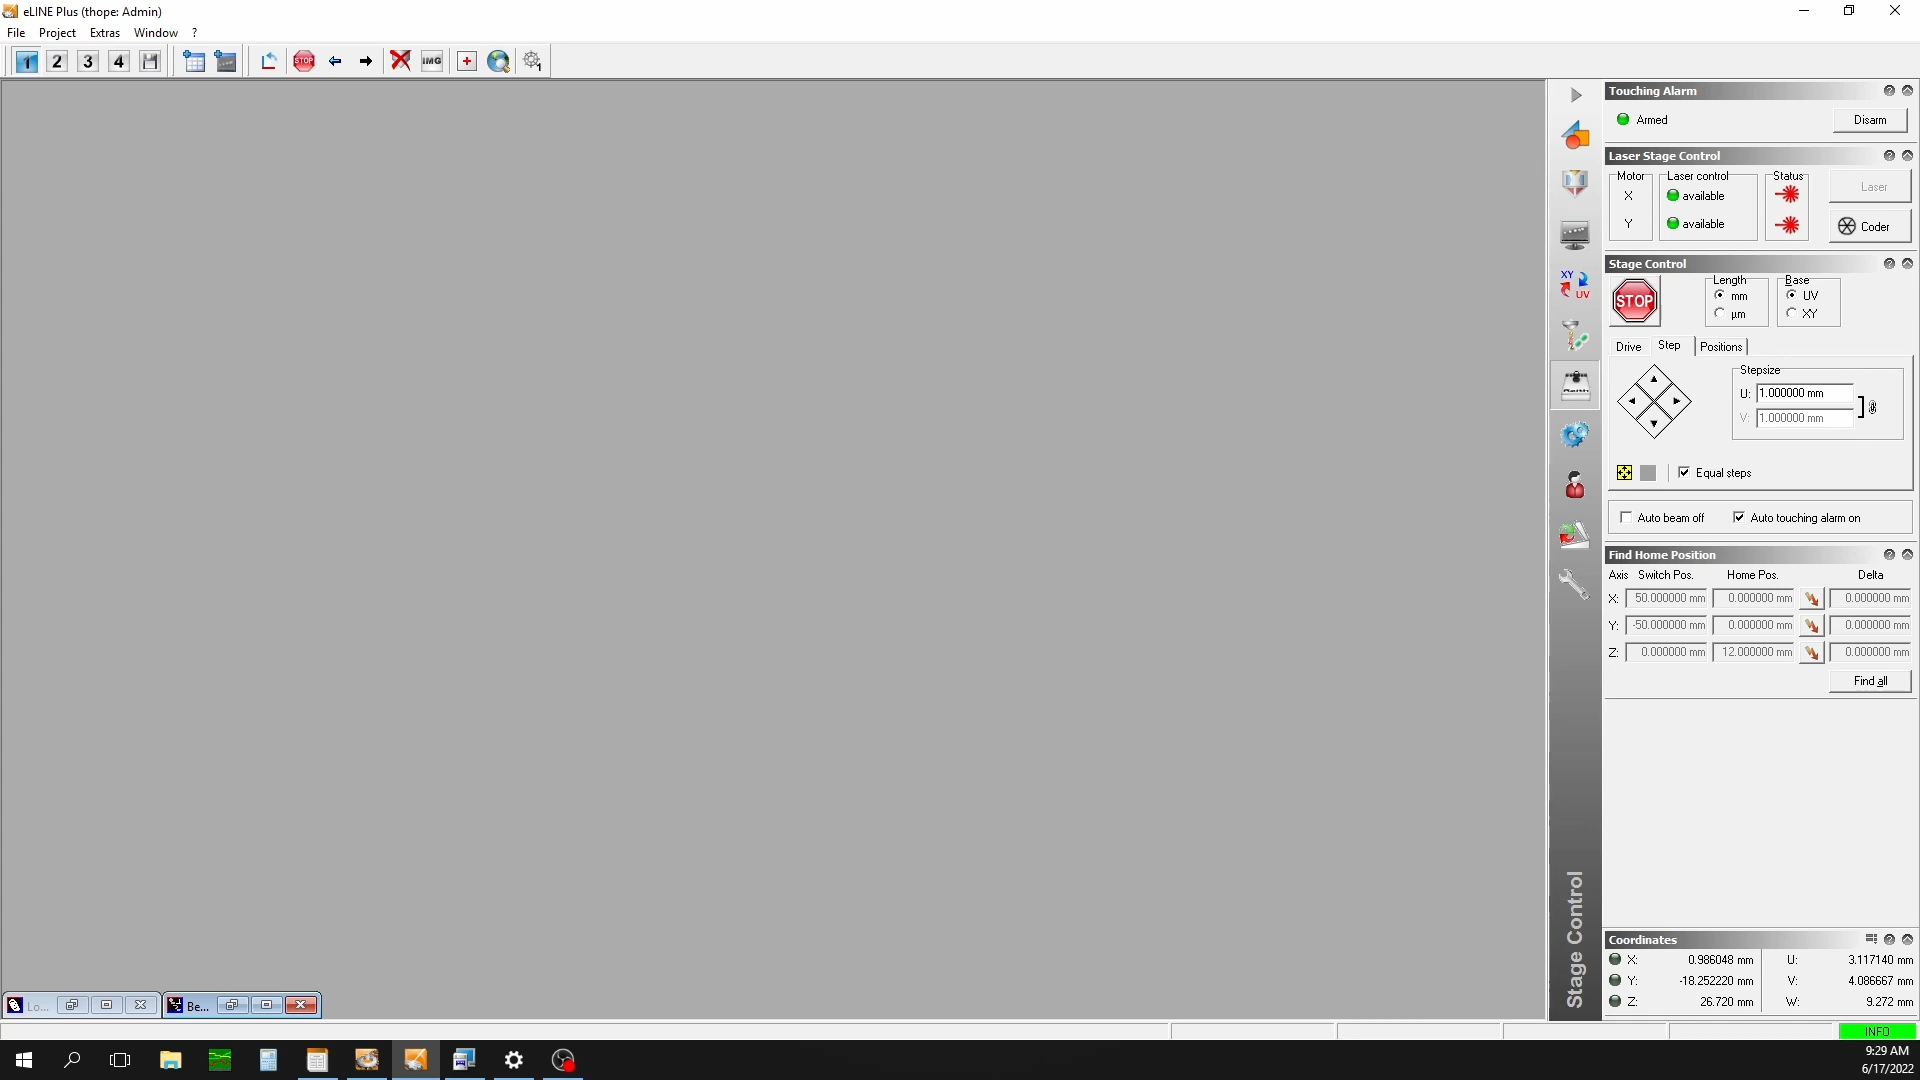 eLINE Plus (thope: Admin)
File Project Extras Window ?
1 2 3 4 STOP IMG 1
Touching Alarm
Armed Disarm
Laser Stage Control
Motor Laser control Status
X available Laser
Y available Coder
Stage Control
STOP
Length Base
mm UV
µm XY
Drive Step Positions
Stepsize
U: 1.000000 mm
V: 1.000000 mm
Equal steps
Auto beam off Auto touching alarm on
Find Home Position
Axis Switch Pos. Home Pos. Delta
X: 50.000000 mm 0.000000 mm 0.000000 mm
Y: -50.000000 mm 0.000000 mm 0.000000 mm
Z: 0.000000 mm 12.000000 mm 0.000000 mm
Find all
XY
UV
Stage Control
Coordinates
X: 0.986048 mm U: 3.117140 mm
Y: -18.252220 mm V: 4.086667 mm
Z: 26.720 mm W: 9.272 mm
Lo... Be...
INFO
9:29 AM
6/17/2022